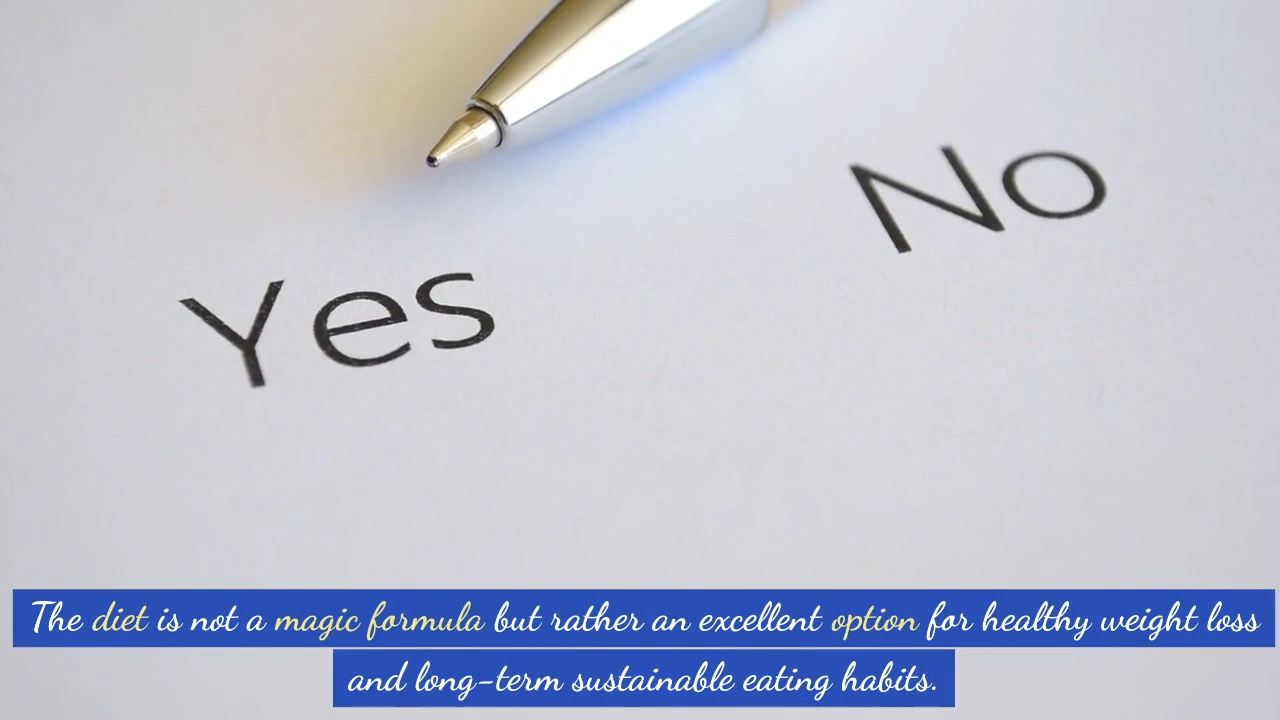 No
Yes
The diet is not a magic formula but rather an excellent option for healthy weight loss
and long-term sustainable eating habits.